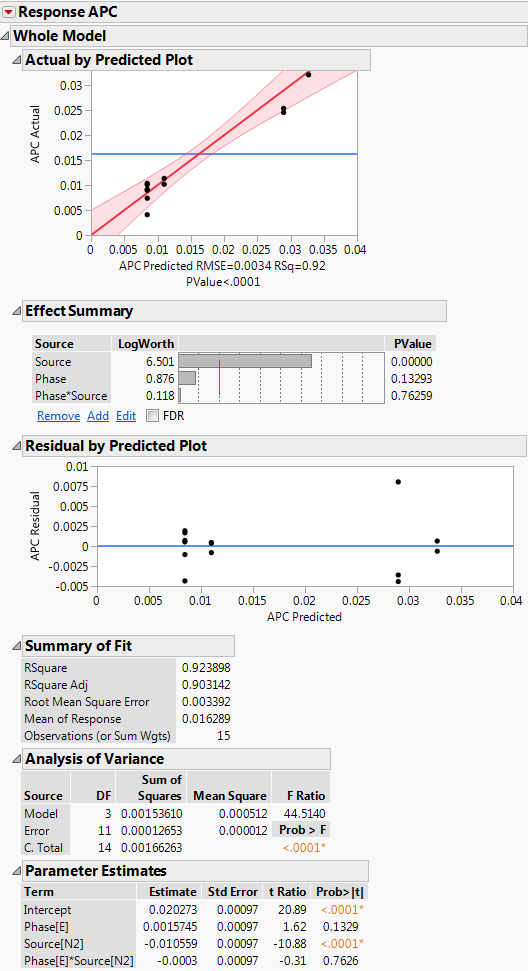 Response APC
Whole Model
Actual by Predicted Plot
0.03
0.025
0.02
0.015
0.01
0.005
0
APC Actual
0 0.005 0.01 0.015 0.02 0.025 0.03 0.035 0.04
APC Predicted RMSE=0.0034 RSq=0.92
PValue<.0001
Effect Summary
Source LogWorth PValue
Source 6.501 0.00000
Phase 0.876 0.13293
Phase*Source 0.118 0.76259
Remove Add Edit FDR
Residual by Predicted Plot
0.01
0.0075
0.005
0.0025
0
-0.0025
-0.005
APC Residual
0 0.005 0.01 0.015 0.02 0.025 0.03 0.035 0.04
APC Predicted
Summary of Fit
RSquare 0.923898
RSquare Adj 0.903142
Root Mean Square Error 0.003392
Mean of Response 0.016289
Observations (or Sum Wgts) 15
Analysis of Variance
Sum of
Source DF Squares Mean Square F Ratio
Model 3 0.00153610 0.000512 44.5140
Error 11 0.00012653 0.000012 Prob > F
C. Total 14 0.00166263 <.0001*
Parameter Estimates
Term Estimate Std Error t Ratio Prob>|t|
Intercept 0.020273 0.00097 20.89 <.0001*
Phase[E] 0.0015745 0.00097 1.62 0.1329
Source[N2] -0.010559 0.00097 -10.88 <.0001*
Phase[E]*Source[N2] -0.0003 0.00097 -0.31 0.7626